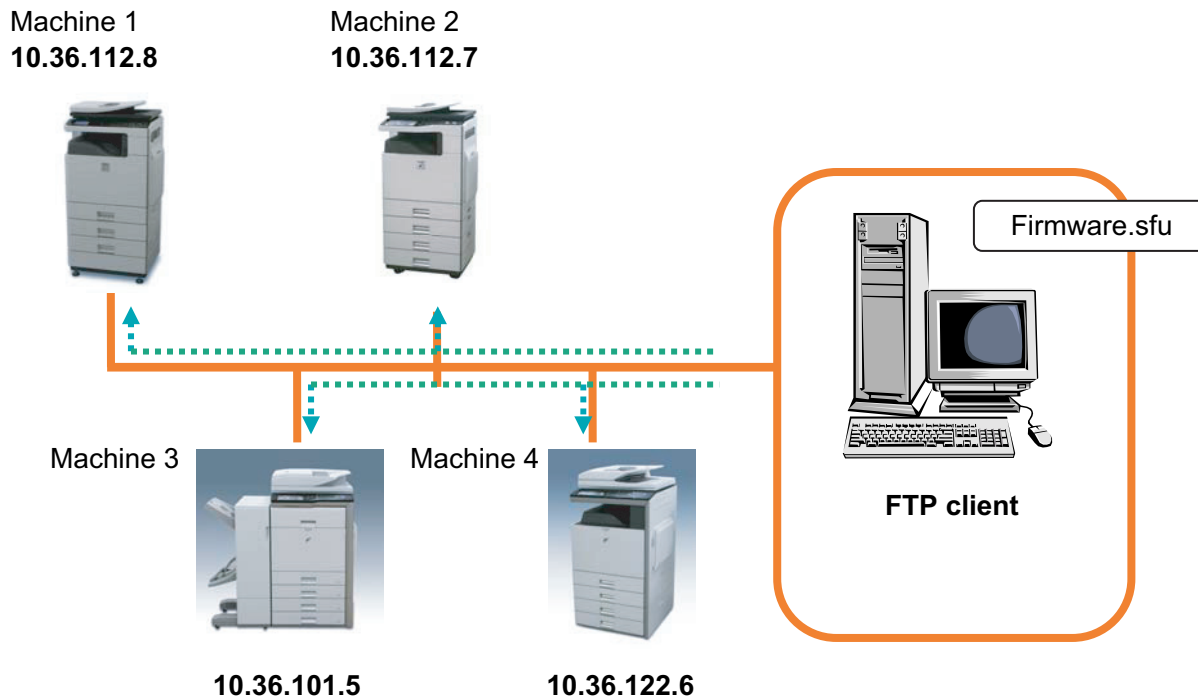 Machine 1
10.36.112.8
Machine 2
10.36.112.7
Firmware.sfu
Machine 3
Machine 4
FTP client
10.36.101.5
10.36.122.6